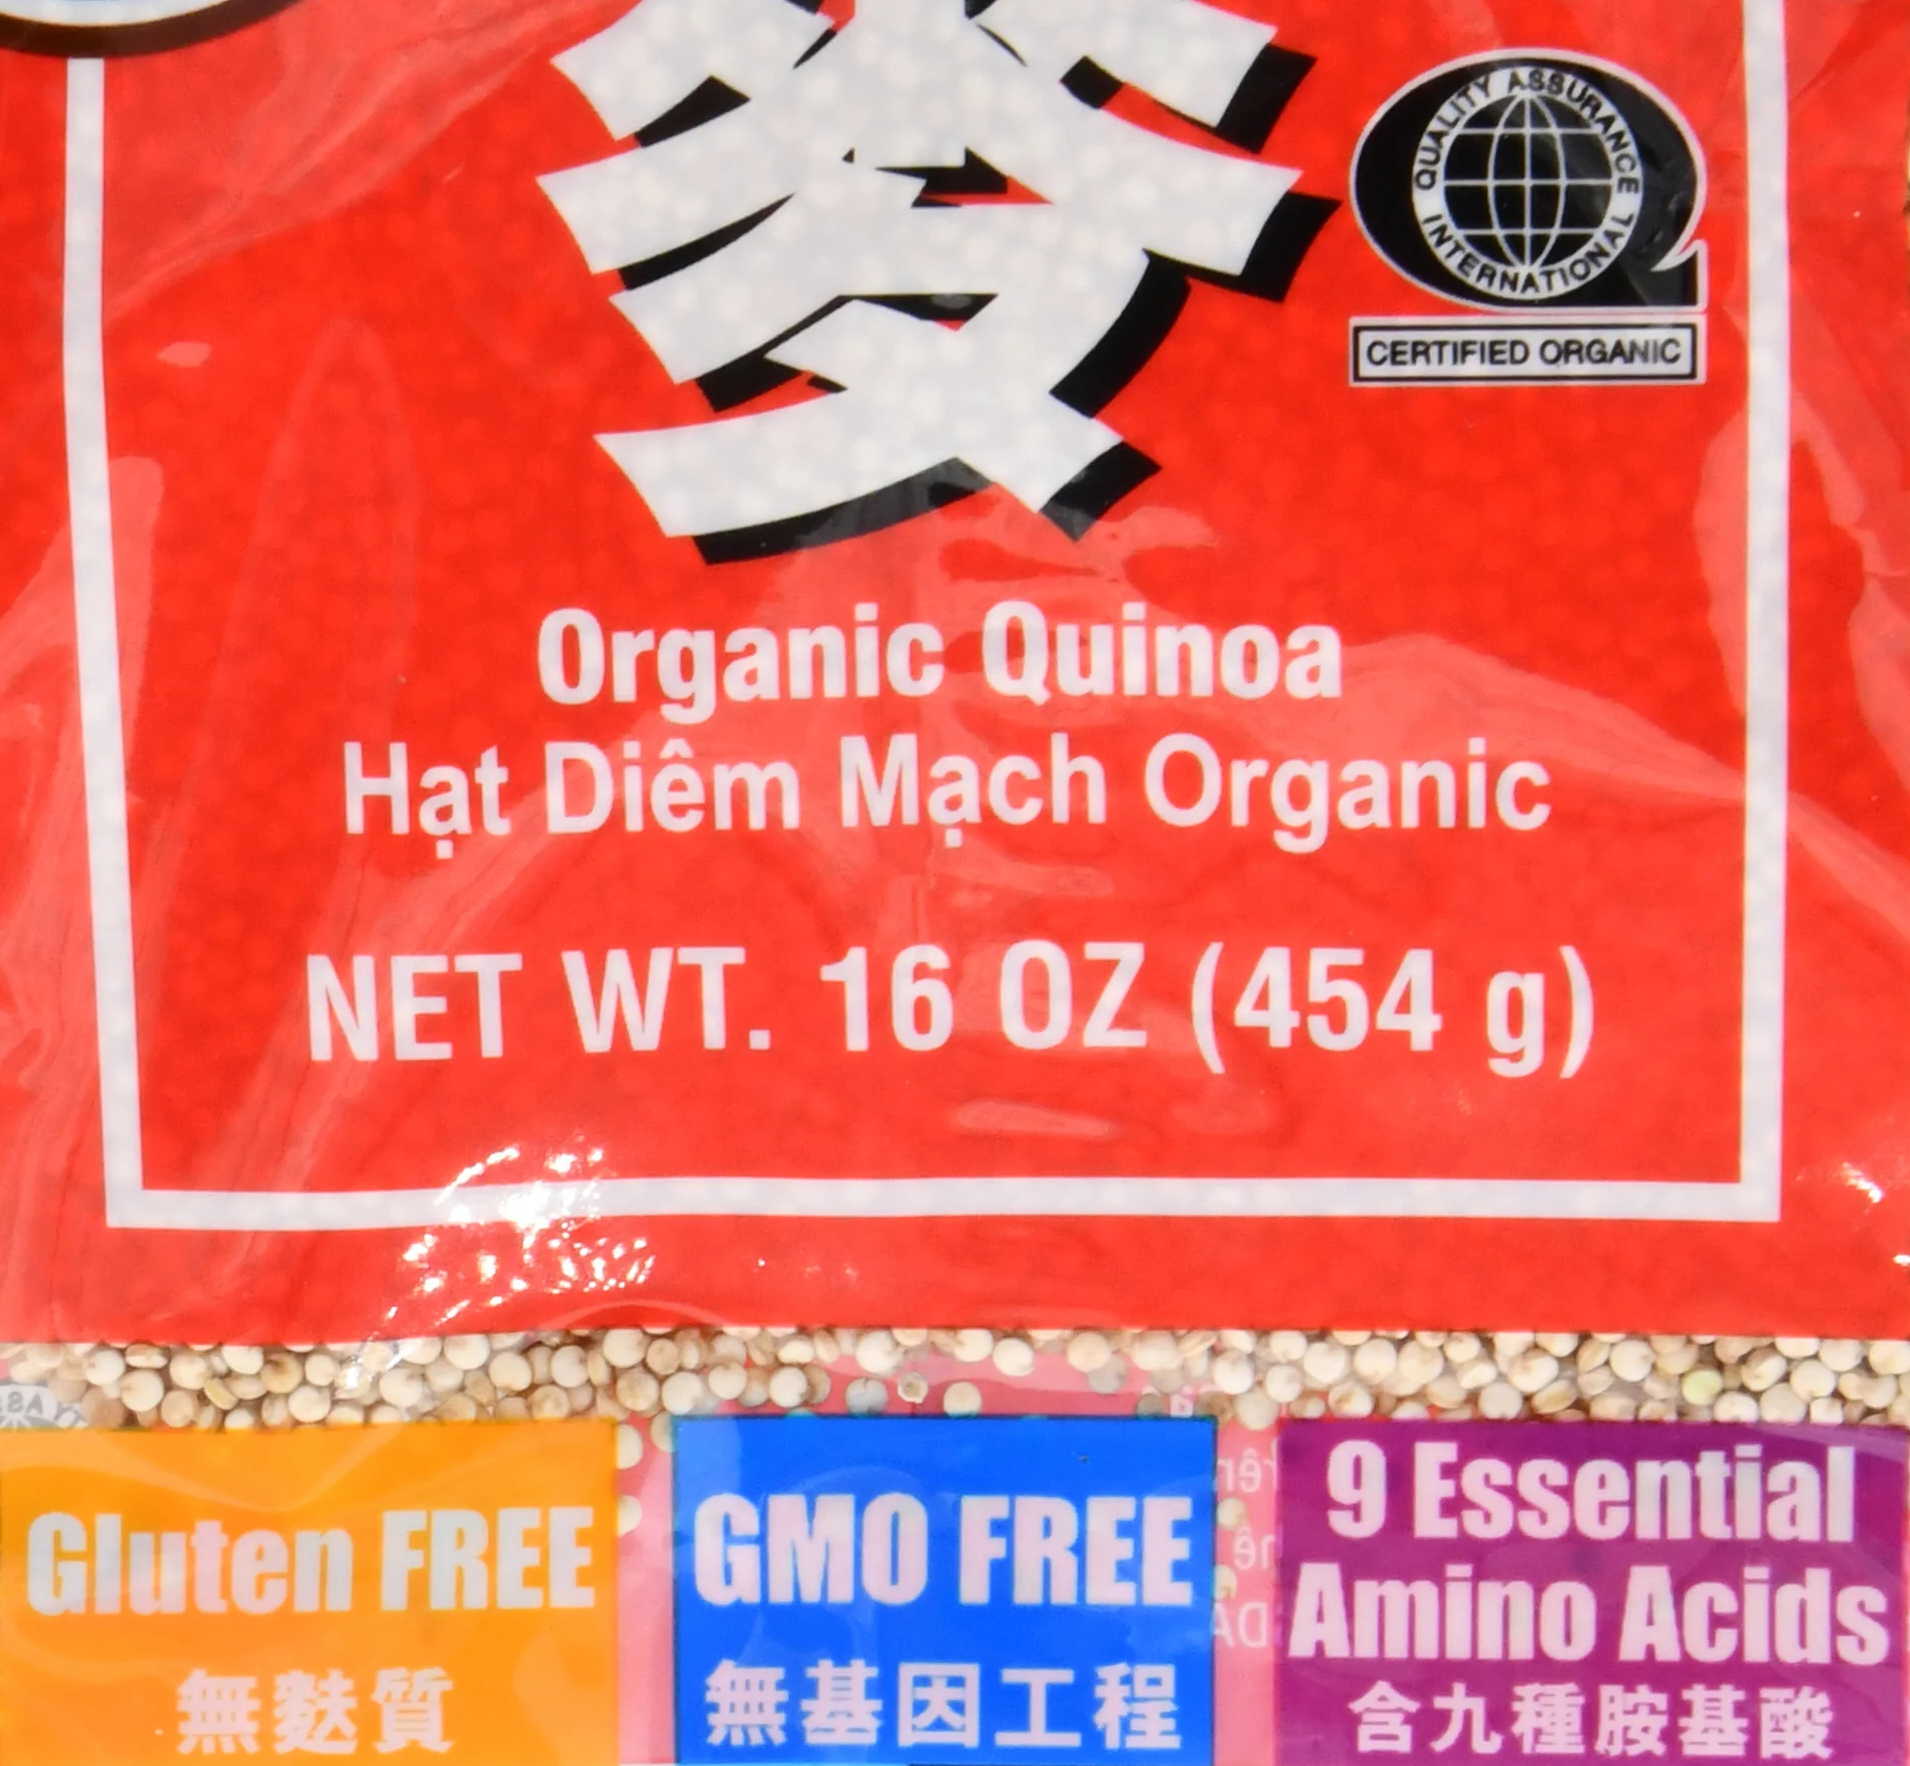 麥
QUALITY ASSURANCE
INTERNATIONAL
CERTIFIED ORGANIC
Organic Quinoa
Hạt Diêm Mạch Organic
NET WT. 16 OZ (454 g)
Gluten FREE
無麩質
GMO FREE
無基因工程
9 Essential
Amino Acids
含九種胺基酸